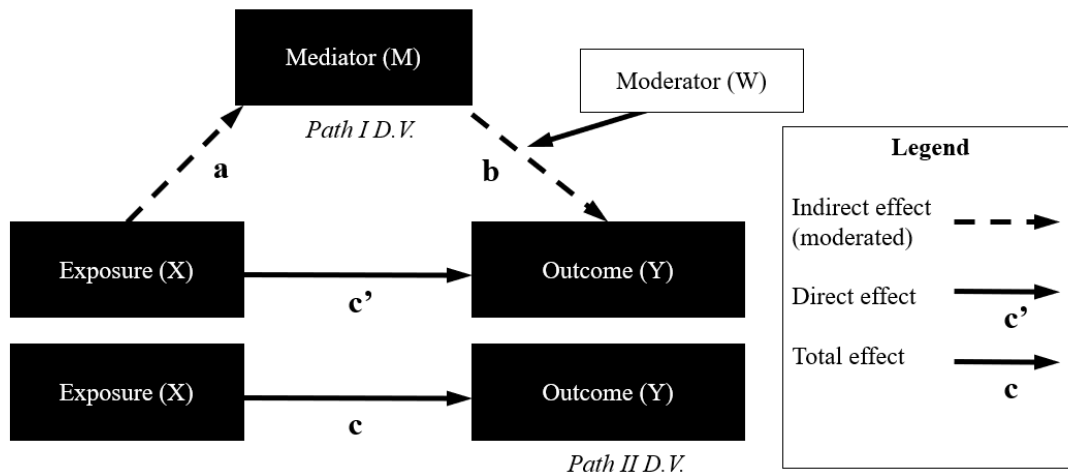 Mediator (M)
Moderator (W)
Path I D.V.
a
b
Exposure (X)
Outcome (Y)
c’
Exposure (X)
Outcome (Y)
c
Path II D.V.
Legend
Indirect effect
(moderated)
Direct effect
c’
Total effect
c